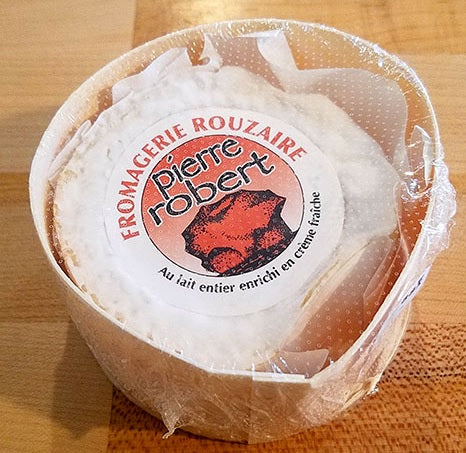 FROMAGERIE ROUZAIRE
pierre
robert
Au lait entier enrichi en crème fraîche